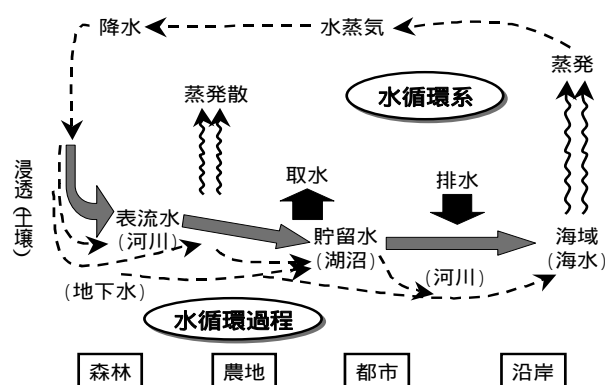 降水
水蒸気
蒸発
蒸発散
水循環系
浸透(土壌)
取水
排水
表流水
(河川)
貯留水
(湖沼)
海域
(海水)
(河川)
(地下水)
水循環過程
森林
農地
都市
沿岸